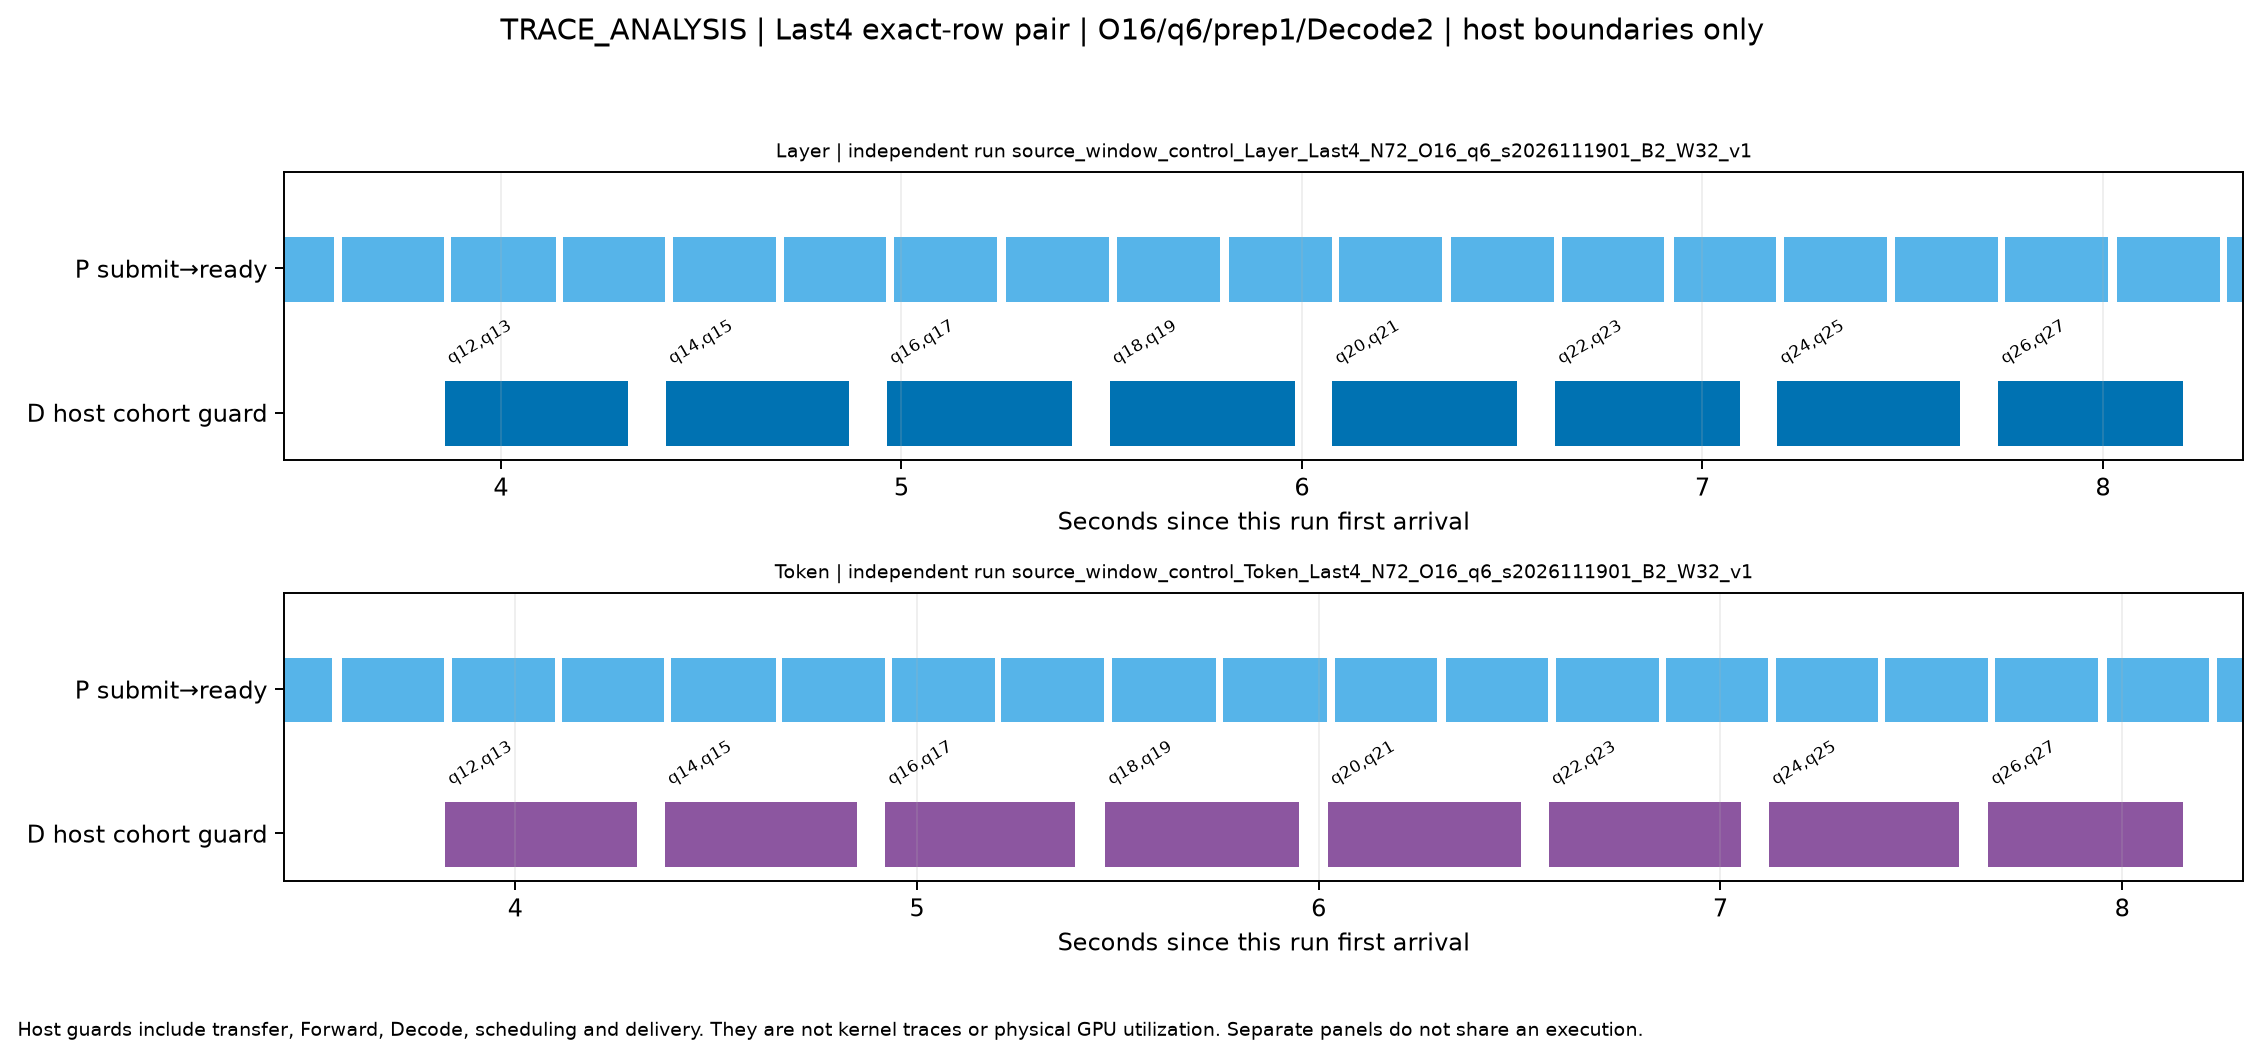 TRACE_ANALYSIS | Last4 exact-row pair | O16/q6/prep1/Decode2 | host boundaries only
Layer | independent run source_window_control_Layer_Last4_N72_O16_q6_s2026111901_B2_W32_v1
P submit→ready
q12,q13 q14,q15 q16,q17 q18,q19 q20,q21 q22,q23 q24,q25 q26,q27
D host cohort guard
4 5 6 7 8
Seconds since this run first arrival
Token | independent run source_window_control_Token_Last4_N72_O16_q6_s2026111901_B2_W32_v1
P submit→ready
q12,q13 q14,q15 q16,q17 q18,q19 q20,q21 q22,q23 q24,q25 q26,q27
D host cohort guard
4 5 6 7 8
Seconds since this run first arrival
Host guards include transfer, Forward, Decode, scheduling and delivery. They are not kernel traces or physical GPU utilization. Separate panels do not share an execution.